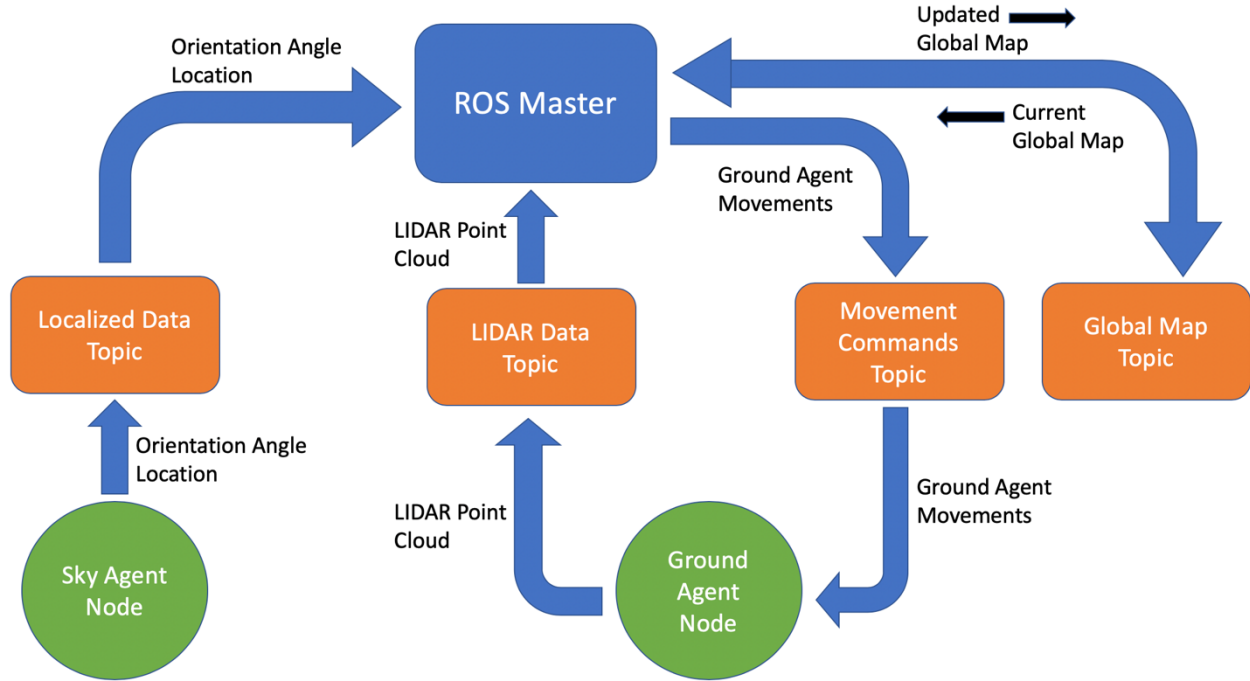 Orientation Angle
Location
ROS Master
Updated
Global Map
Current
Global Map
Ground Agent
Movements
LIDAR Point
Cloud
Localized Data
Topic
LIDAR Data
Topic
Movement
Commands
Topic
Global Map
Topic
Orientation Angle
Location
LIDAR Point
Cloud
Ground Agent
Movements
Sky Agent
Node
Ground
Agent
Node